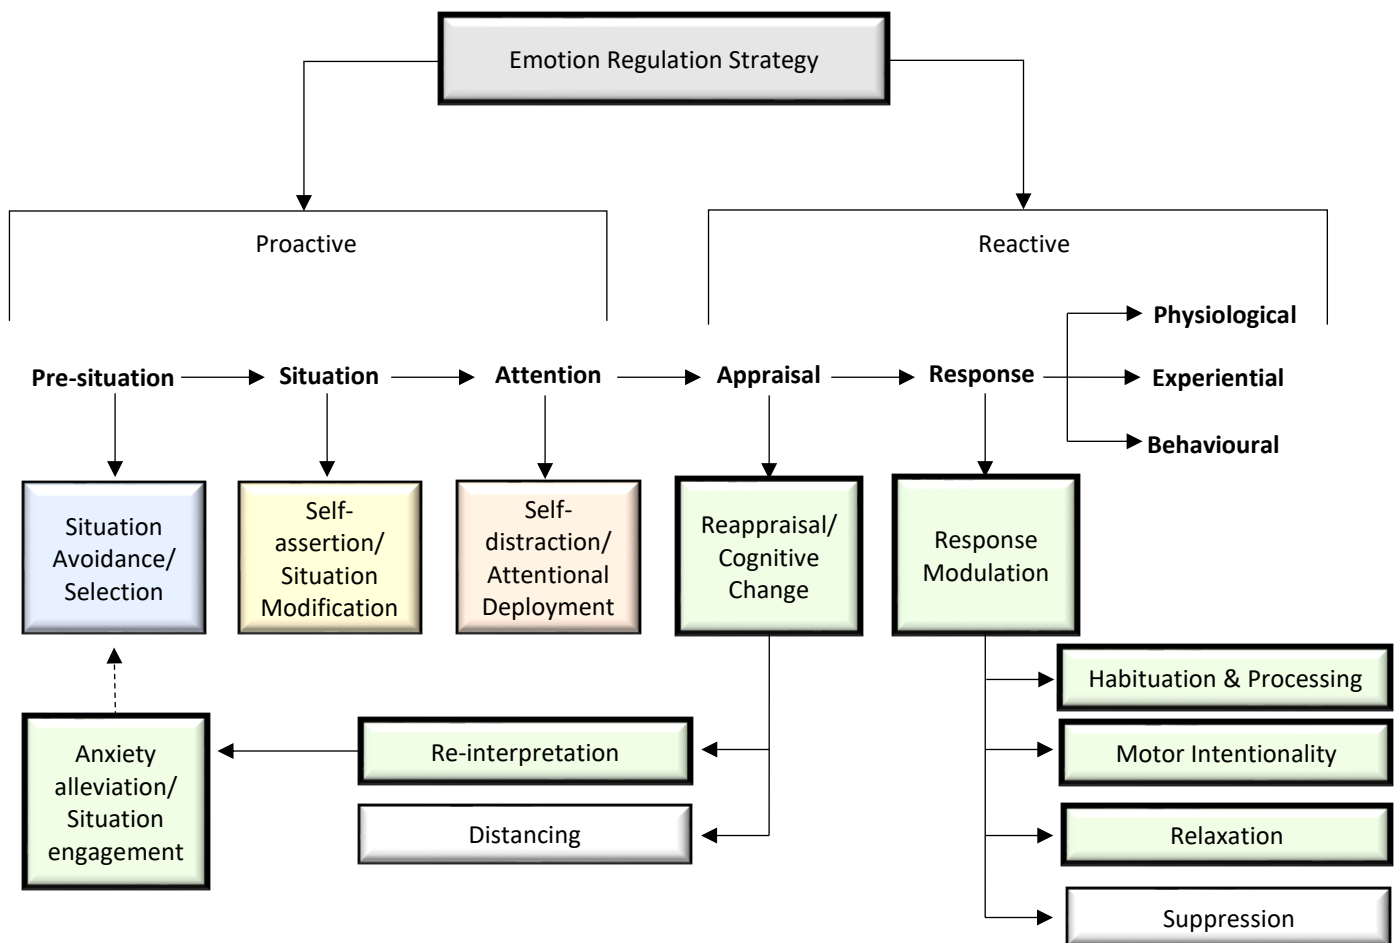 Emotion Regulation Strategy
Proactive
Reactive
Physiological
Pre-situation
Situation
Attention
Appraisal
Response
Experiential
Behavioural
Situation
Avoidance/
Selection
Self-
assertion/
Situation
Modification
Self-
distraction/
Attentional
Deployment
Reappraisal/
Cognitive
Change
Response
Modulation
Habituation & Processing
Motor Intentionality
Relaxation
Suppression
Re-interpretation
Distancing
Anxiety
alleviation/
Situation
engagement